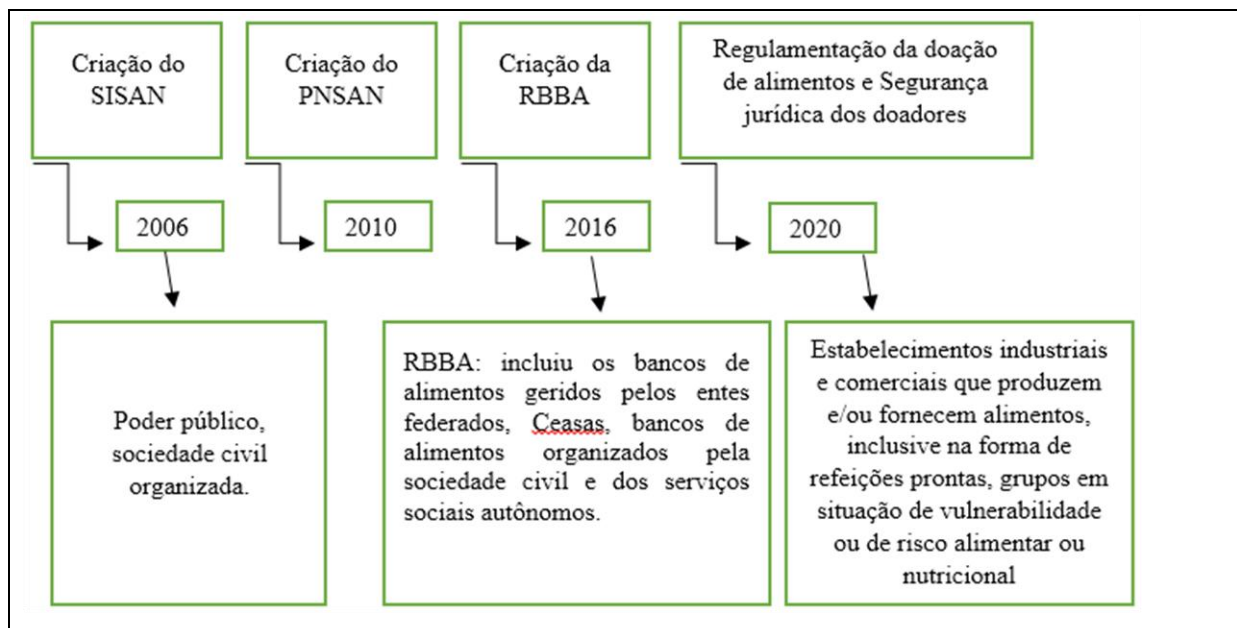 Criação do
SISAN
Criação do
PNSAN
Criação da
RBBA
Regulamentação da doação
de alimentos e Segurança
jurídica dos doadores
2006
2010
2016
2020
Poder público,
sociedade civil
organizada.
RBBA: incluiu os bancos de
alimentos geridos pelos entes
federados, Ceasas, bancos de
alimentos organizados pela
sociedade civil e dos serviços
sociais autônomos.
Estabelecimentos industriais
e comerciais que produzem
e/ou fornecem alimentos,
inclusive na forma de
refeições prontas, grupos em
situação de vulnerabilidade
ou de risco alimentar ou
nutricional